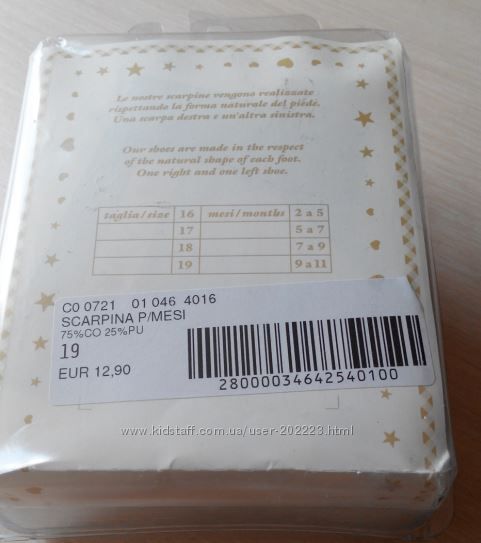 Le nostre scarpine vengono realizzate
rispettando la forma naturale del piédé.
Una scarpa destra e un'altra sinistra.
Our shoes are made in the respect
of the natural shape of each foot.
One right and one left shoe.
taglia/size 16 mesi/months 2 a 5
17 5 a 7
18 7 a 9
19 9 a 11
C0 0721 01 046 4016
SCARPINA P/MESI
75%CO 25%PU
19
EUR 12,90
28000034642540100
www.kidstaff.com.ua/user-202223.html